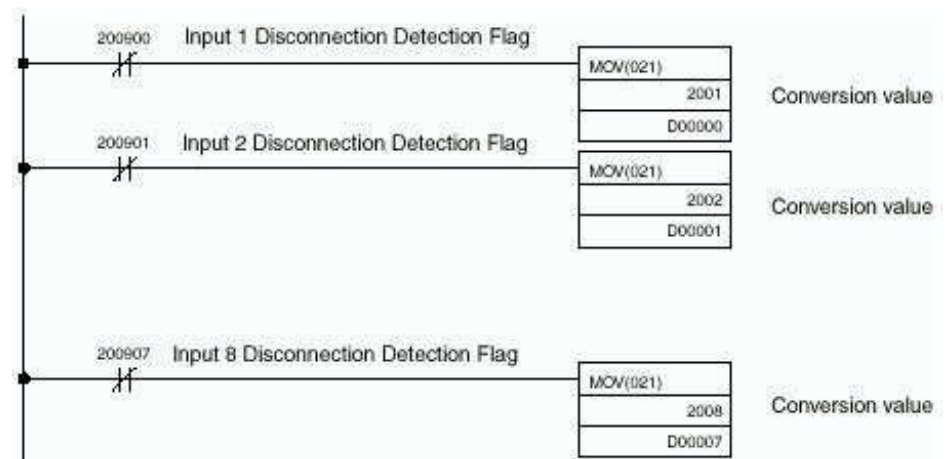 200900 Input 1 Disconnection Detection Flag
MOV(021)
2001 Conversion value
D00000
200901 Input 2 Disconnection Detection Flag
MOV(021)
2002 Conversion value
D00001
200907 Input 8 Disconnection Detection Flag
MOV(021)
2008 Conversion value
D00007